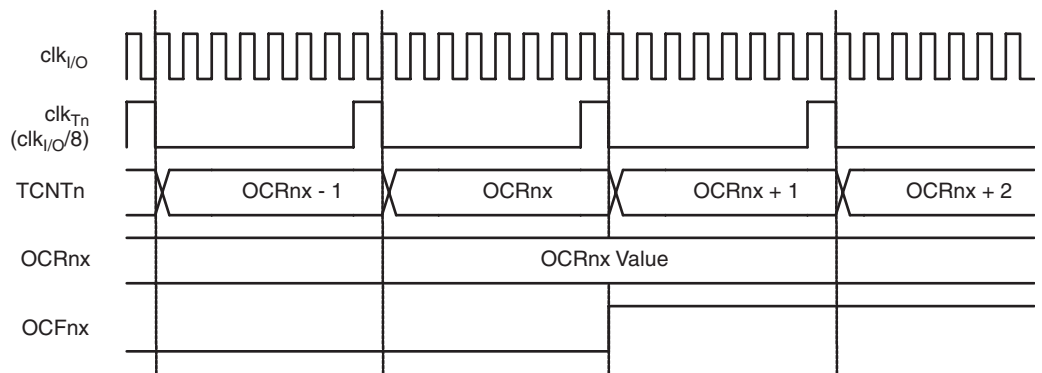 clkI/O
clkTn
(clkI/O/8)
TCNTn
OCRnx - 1
OCRnx
OCRnx + 1
OCRnx + 2
OCRnx
OCRnx Value
OCFnx